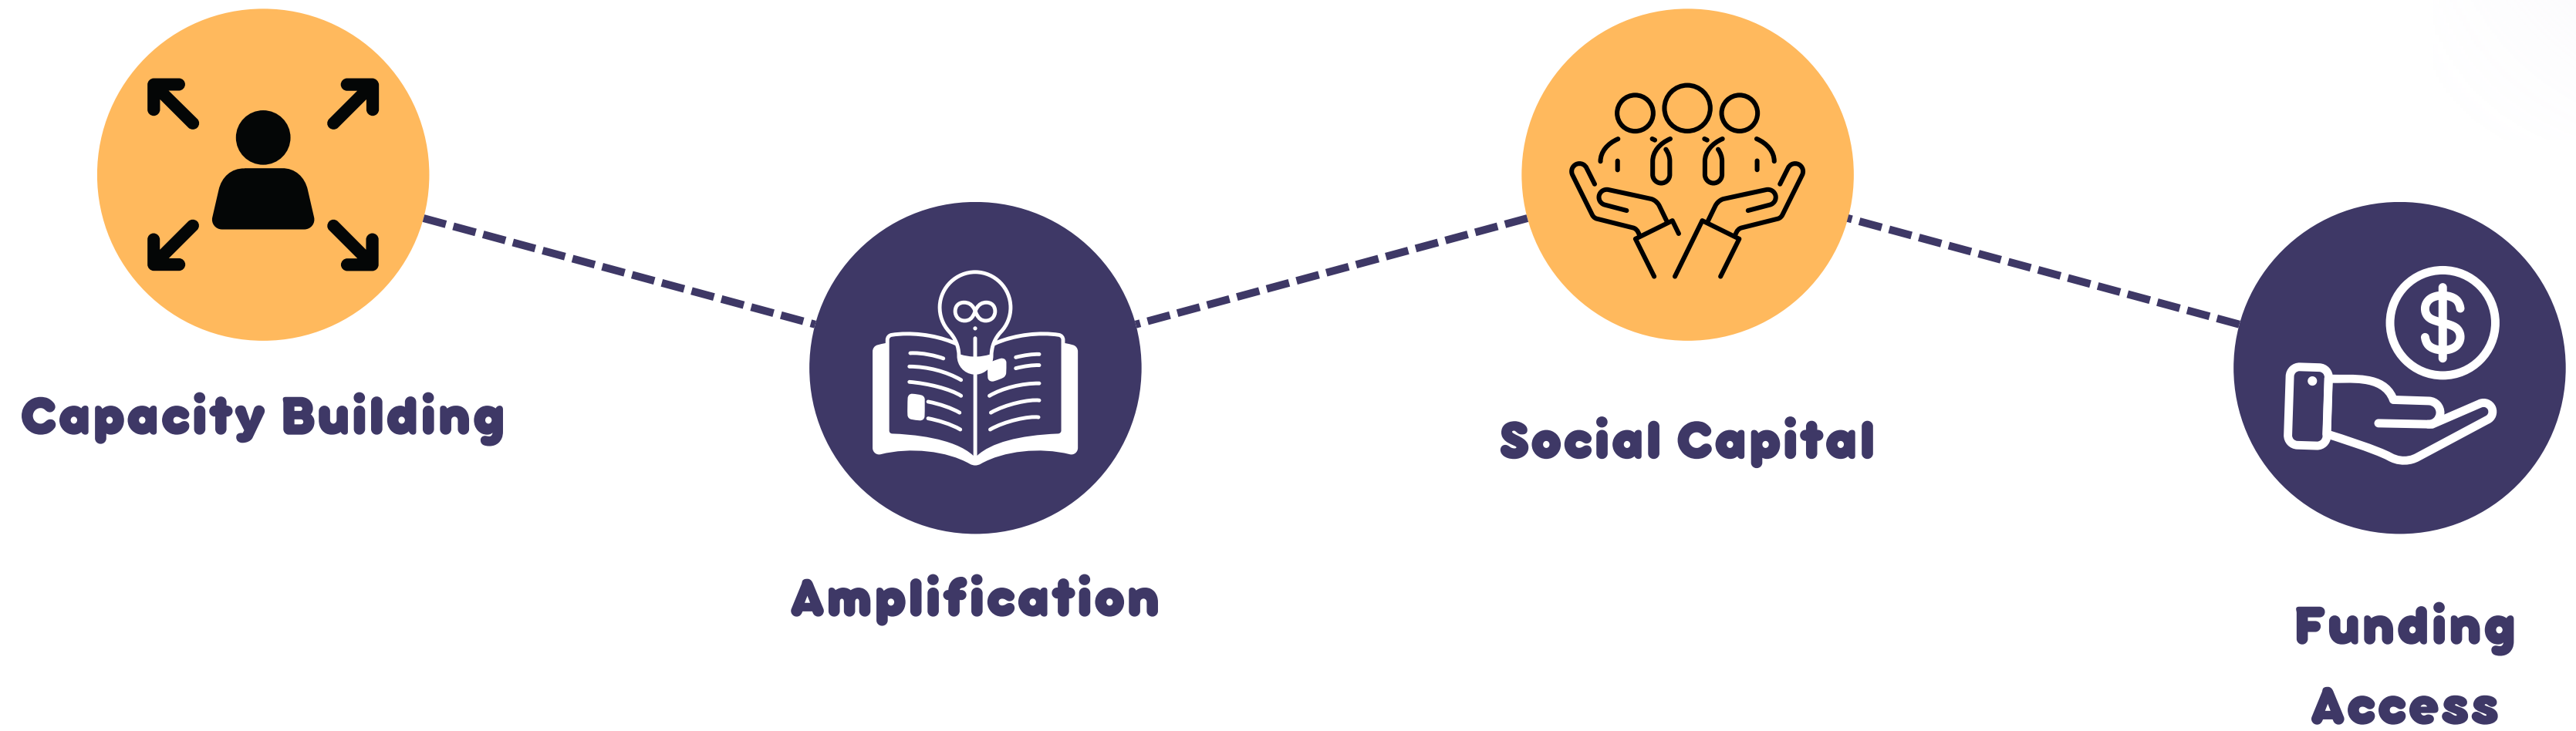 Capacity Building
Amplification
Social Capital
Funding
Access
$